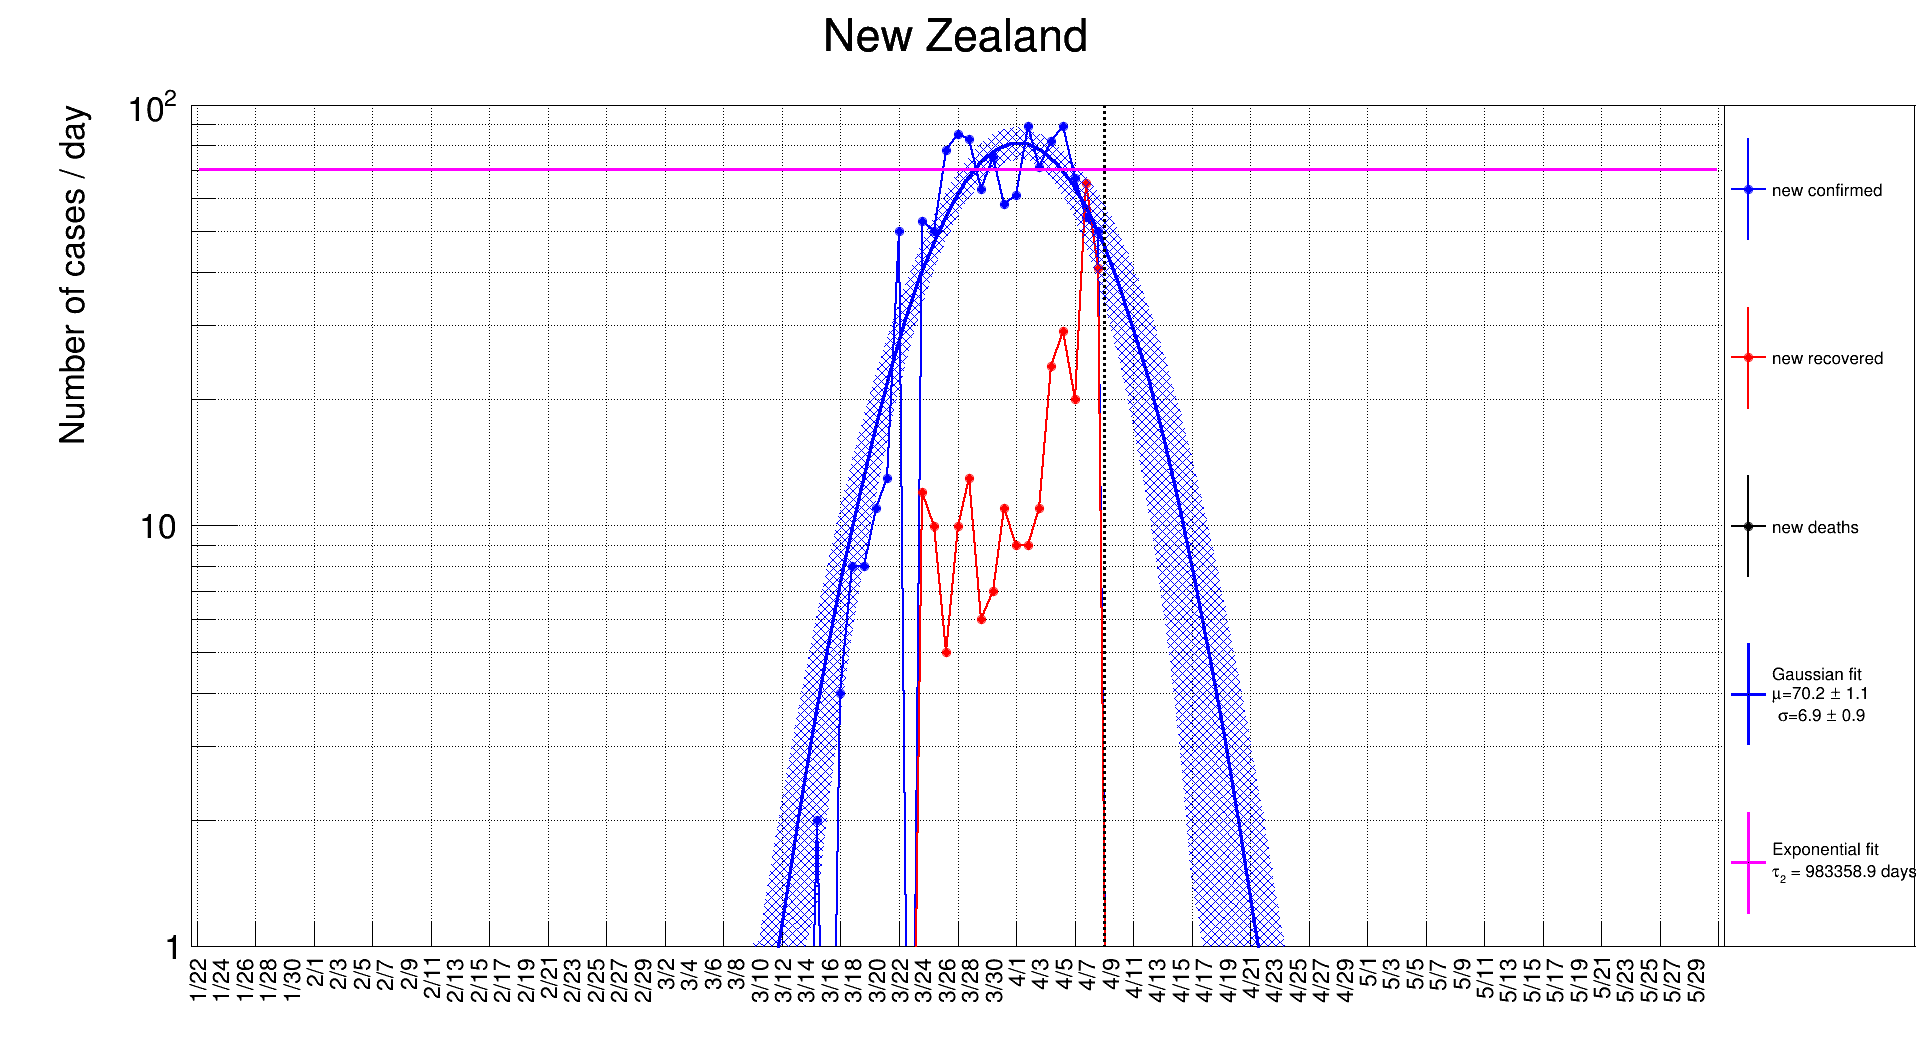 New Zealand
Number of cases / day
10²
10
1
1/22 1/24 1/26 1/28 1/30 2/1 2/3 2/5 2/7 2/9 2/11 2/13 2/15 2/17 2/19 2/21 2/23 2/25 2/27 2/29 3/2 3/4 3/6 3/8 3/10 3/12 3/14 3/16 3/18 3/20 3/22 3/24 3/26 3/28 3/30 4/1 4/3 4/5 4/7 4/9 4/11 4/13 4/15 4/17 4/19 4/21 4/23 4/25 4/27 4/29 5/1 5/3 5/5 5/7 5/9 5/11 5/13 5/15 5/17 5/19 5/21 5/23 5/25 5/27 5/29
new confirmed
new recovered
new deaths
Gaussian fit
μ=70.2 ± 1.1
σ=6.9 ± 0.9
Exponential fit
τ₂ = 983358.9 days